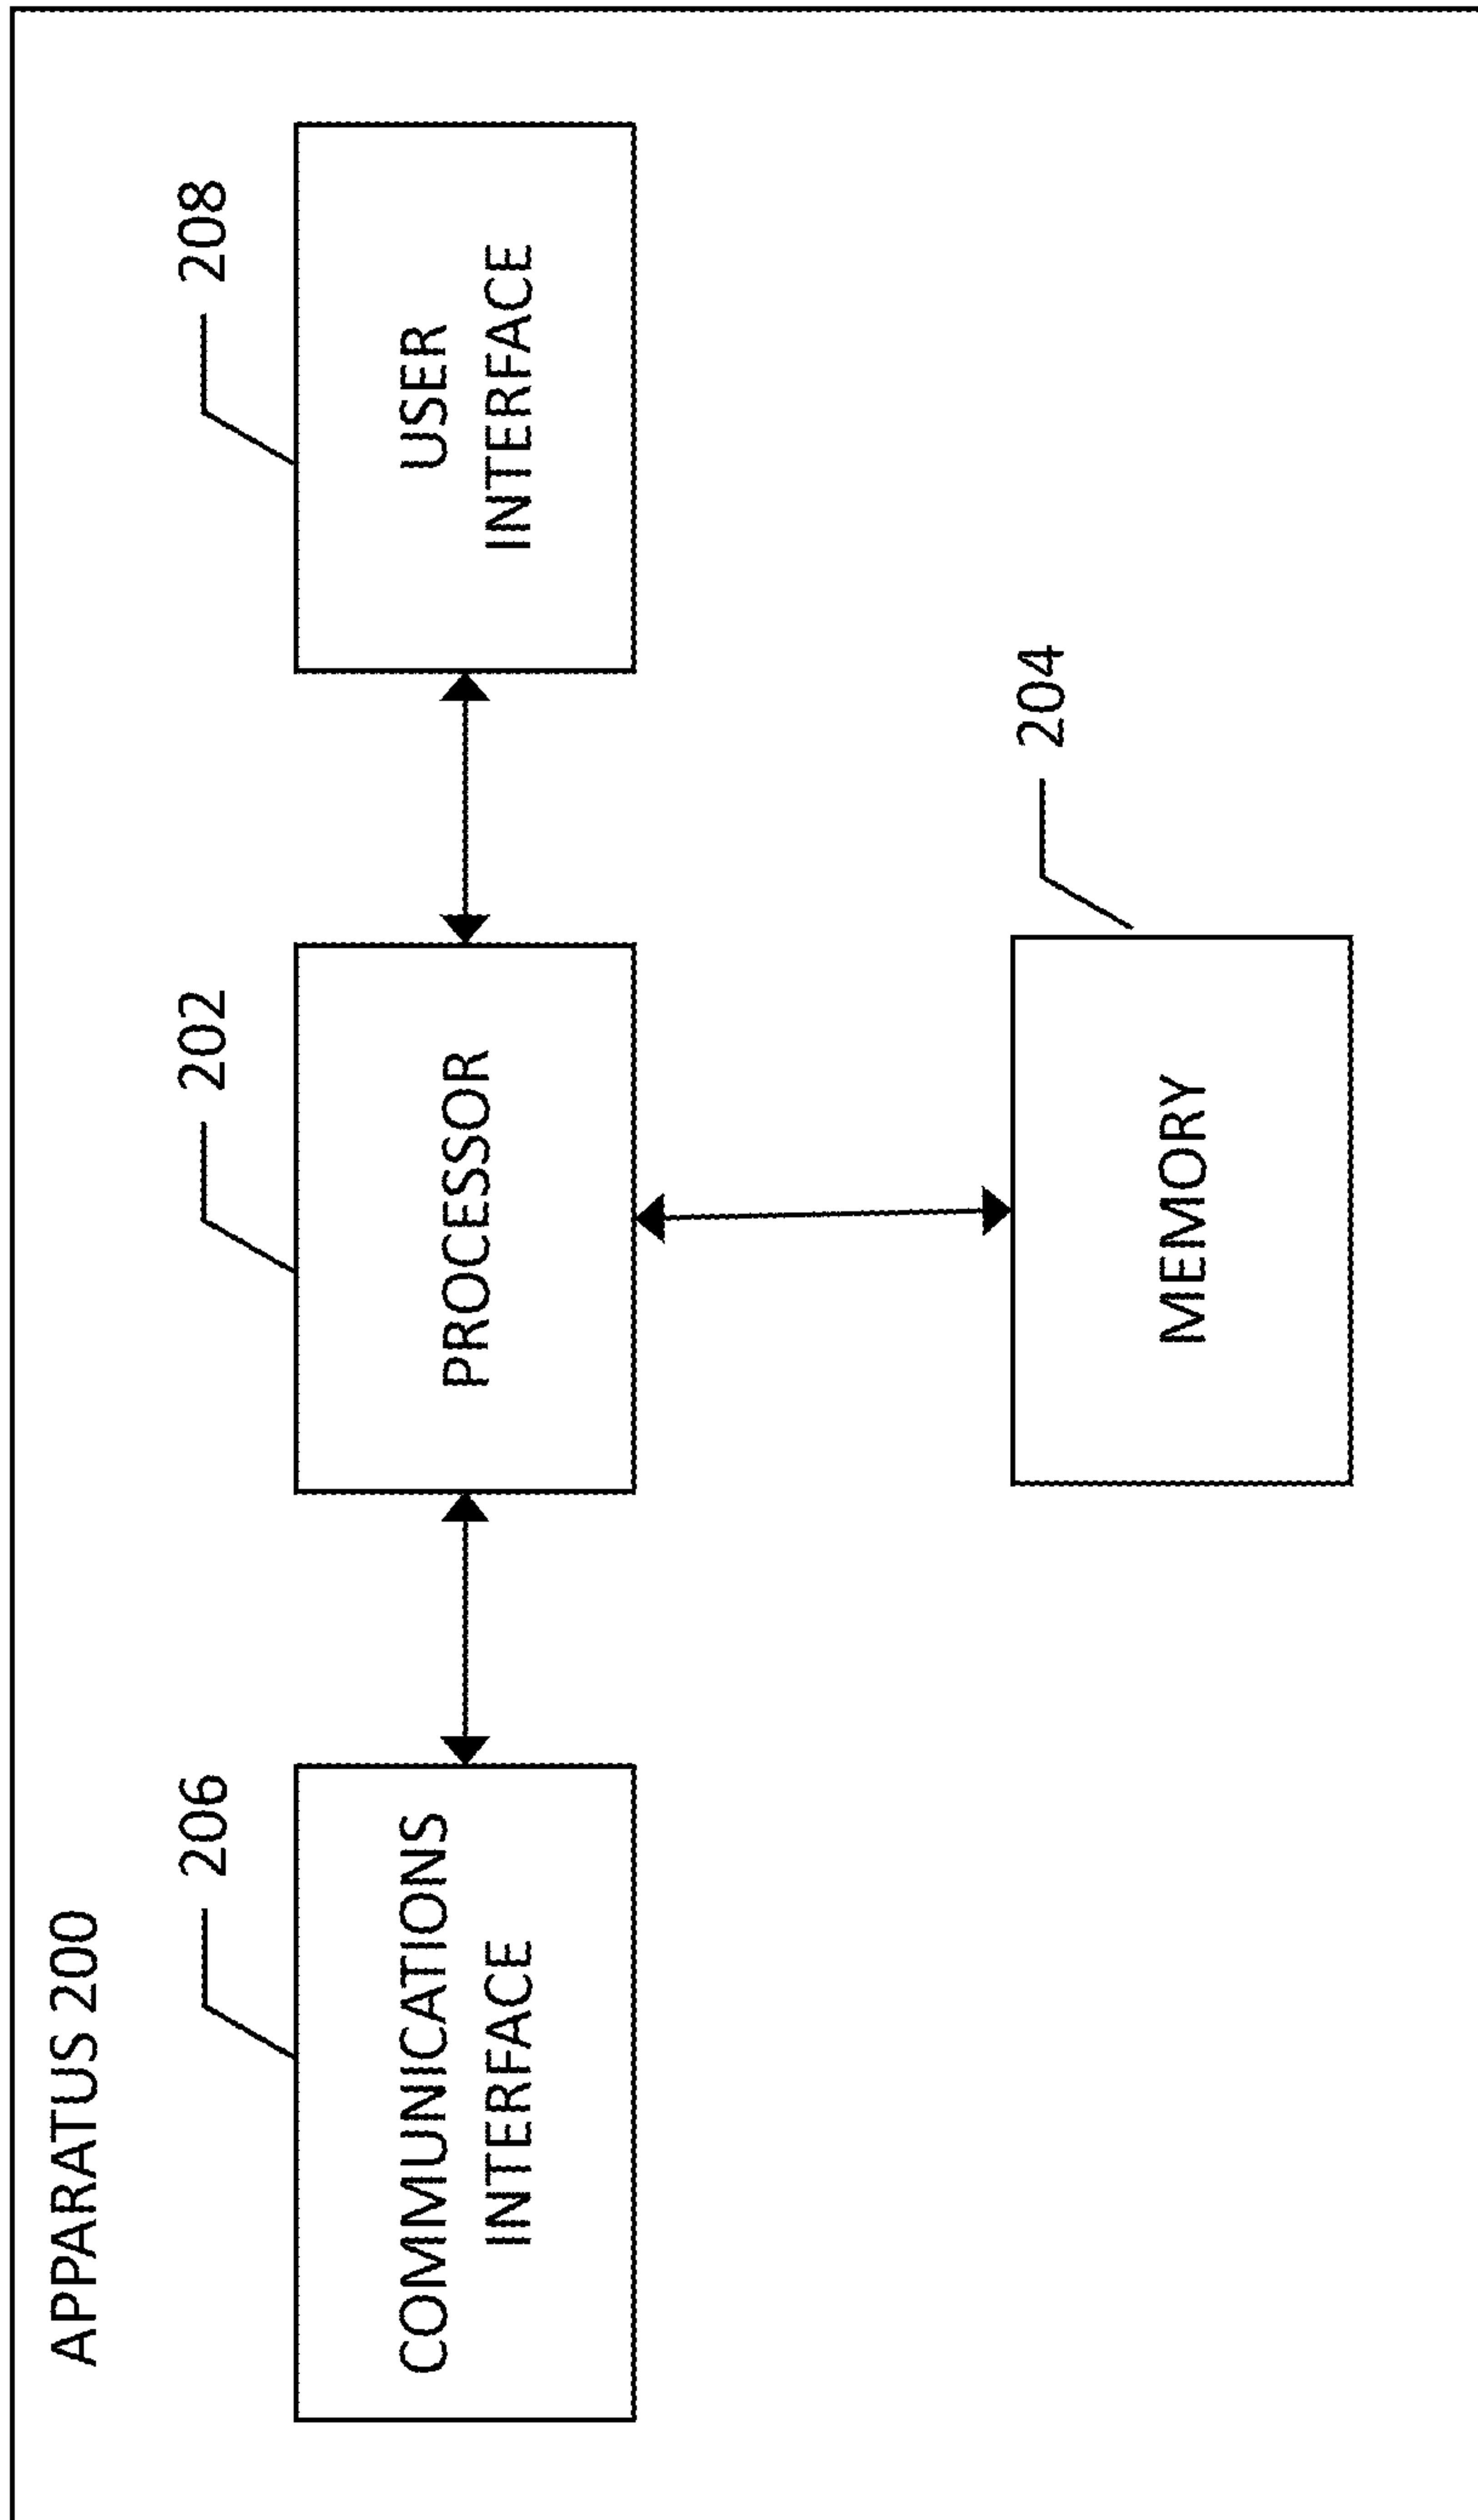 APPARATUS 200
206
202
208
COMMUNICATIONS
INTERFACE
PROCESSOR
USER
INTERFACE
204
MEMORY